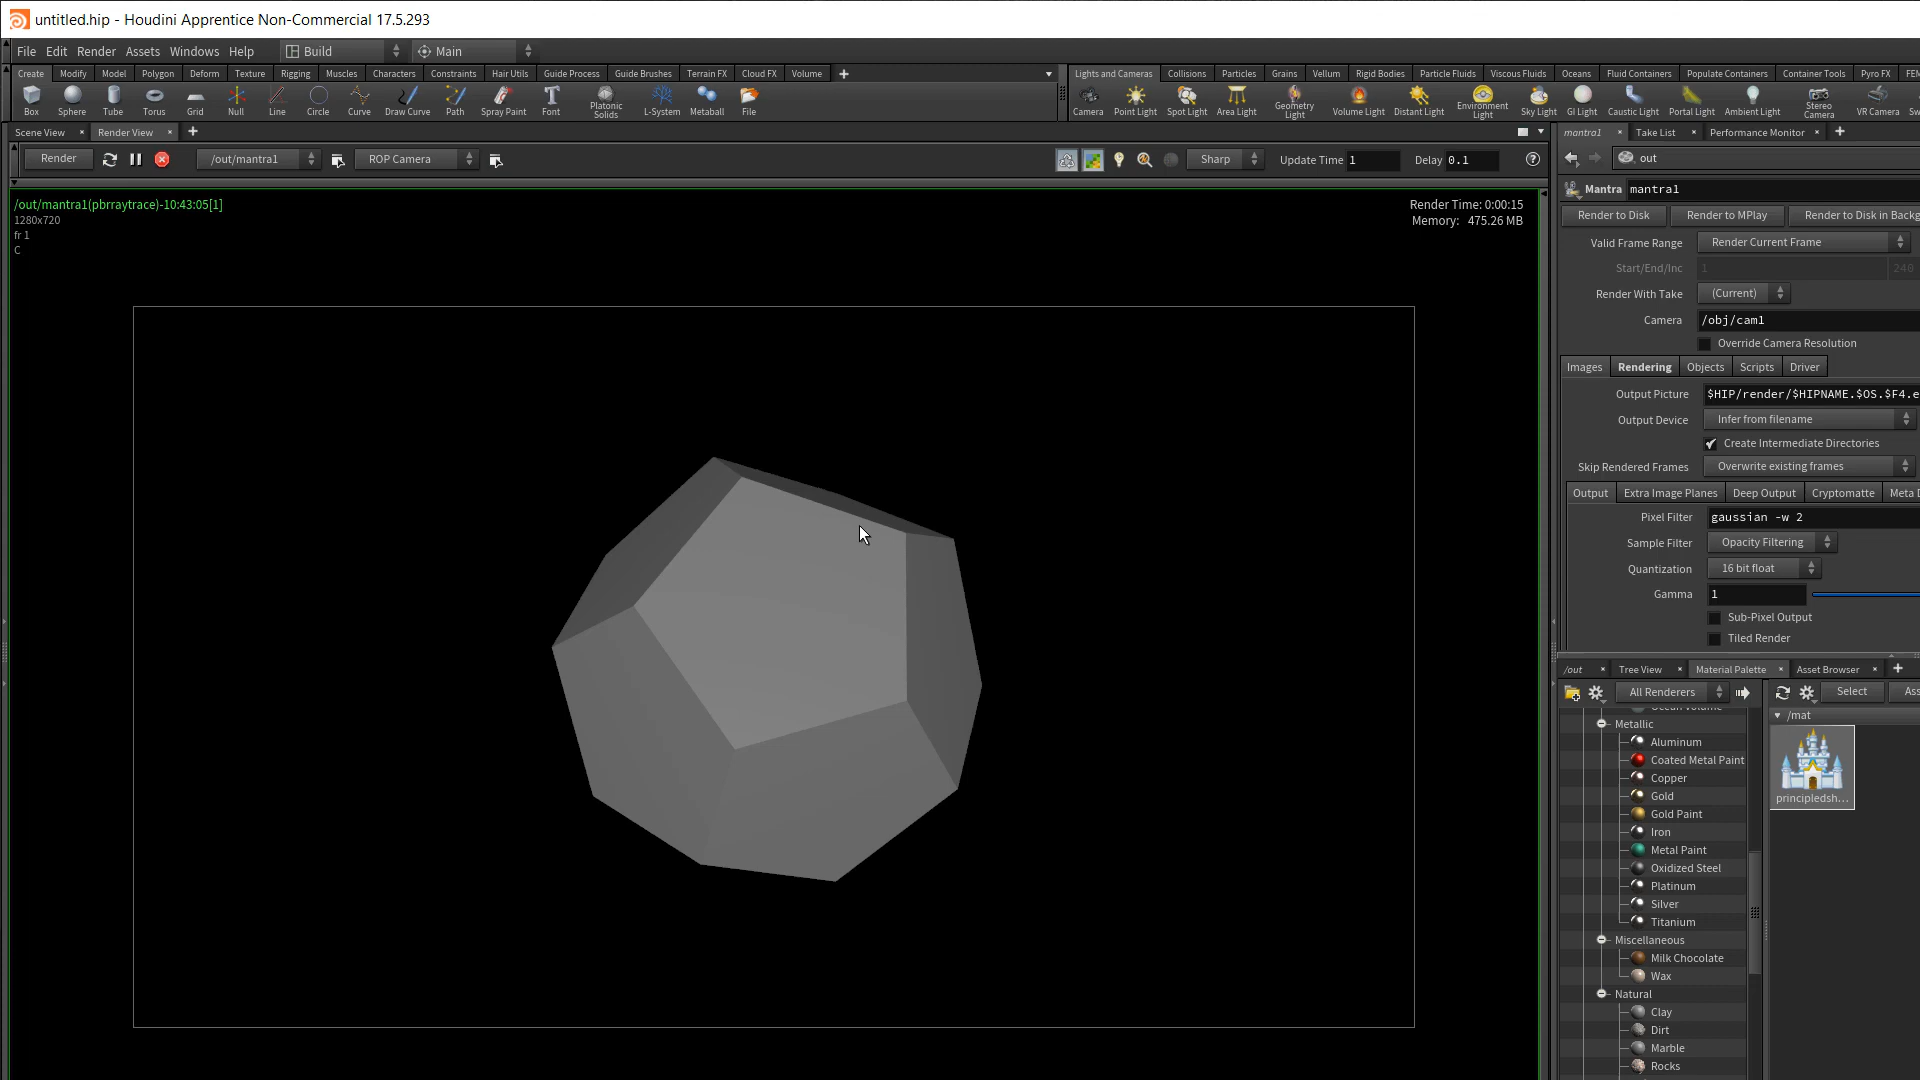 untitled.hip - Houdini Apprentice Non-Commercial 17.5.293
File Edit Render Assets Windows Help Build Main
Create Modify Model Polygon Deform Texture Rigging Muscles Characters Constraints Hair Utils Guide Process Guide Brushes Terrain FX Cloud FX Volume
Lights and Cameras Collisions Particles Grains Vellum Rigid Bodies Particle Fluids Viscous Fluids Oceans Fluid Containers Populate Containers Container Tools Pyro FX FEM
Box Sphere Tube Torus Grid Null Line Circle Curve Draw Curve Path Spray Paint Font Platonic Solids L-System Metaball File
Camera Point Light Spot Light Area Light Geometry Light Volume Light Distant Light Environment Light Sky Light GI Light Caustic Light Portal Light Ambient Light Stereo Camera VR Camera Sw
Scene View Render View
mantra1 Take List Performance Monitor
Render /out/mantra1 ROP Camera Sharp Update Time 1 Delay 0.1
out
/out/mantra1(pbrraytrace)-10:43:05[1]
1280x720
fr 1
C
Render Time: 0:00:15
Memory: 475.26 MB
Mantra mantra1
Render to Disk Render to MPlay Render to Disk in Backg
Valid Frame Range Render Current Frame
Start/End/Inc 1 240
Render With Take (Current)
Camera /obj/cam1
Override Camera Resolution
Images Rendering Objects Scripts Driver
Output Picture $HIP/render/$HIPNAME.$OS.$F4.e
Output Device Infer from filename
Create Intermediate Directories
Skip Rendered Frames Overwrite existing frames
Output Extra Image Planes Deep Output Cryptomatte Meta D
Pixel Filter gaussian -w 2
Sample Filter Opacity Filtering
Quantization 16 bit float
Gamma 1
Sub-Pixel Output
Tiled Render
/out Tree View Material Palette Asset Browser
All Renderers Select Ass
Ocean Volume
Metallic
Aluminum
Coated Metal Paint
Copper
Gold
Gold Paint
Iron
Metal Paint
Oxidized Steel
Platinum
Silver
Titanium
Miscellaneous
Milk Chocolate
Wax
Natural
Clay
Dirt
Marble
Rocks
/mat
principledsh...